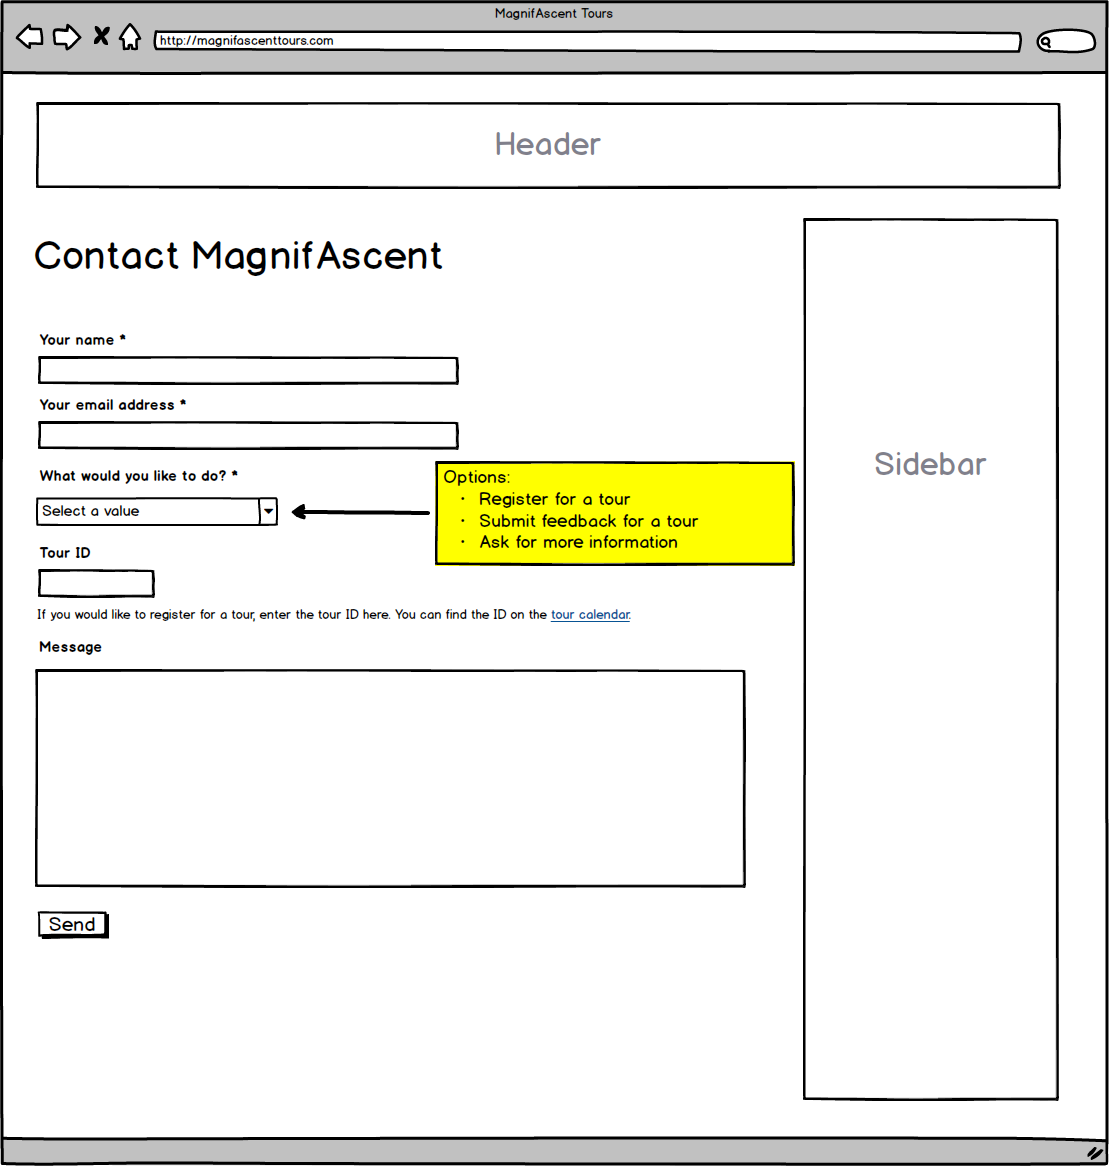 MagnifAscent Tours
http://magnifascenttours.com
Header
Contact MagnifAscent
Your name *
Your email address *
What would you like to do? *
Select a value
Options:
· Register for a tour
· Submit feedback for a tour
· Ask for more information
Tour ID
If you would like to register for a tour, enter the tour ID here. You can find the ID on the tour calendar.
Message
Send
Sidebar